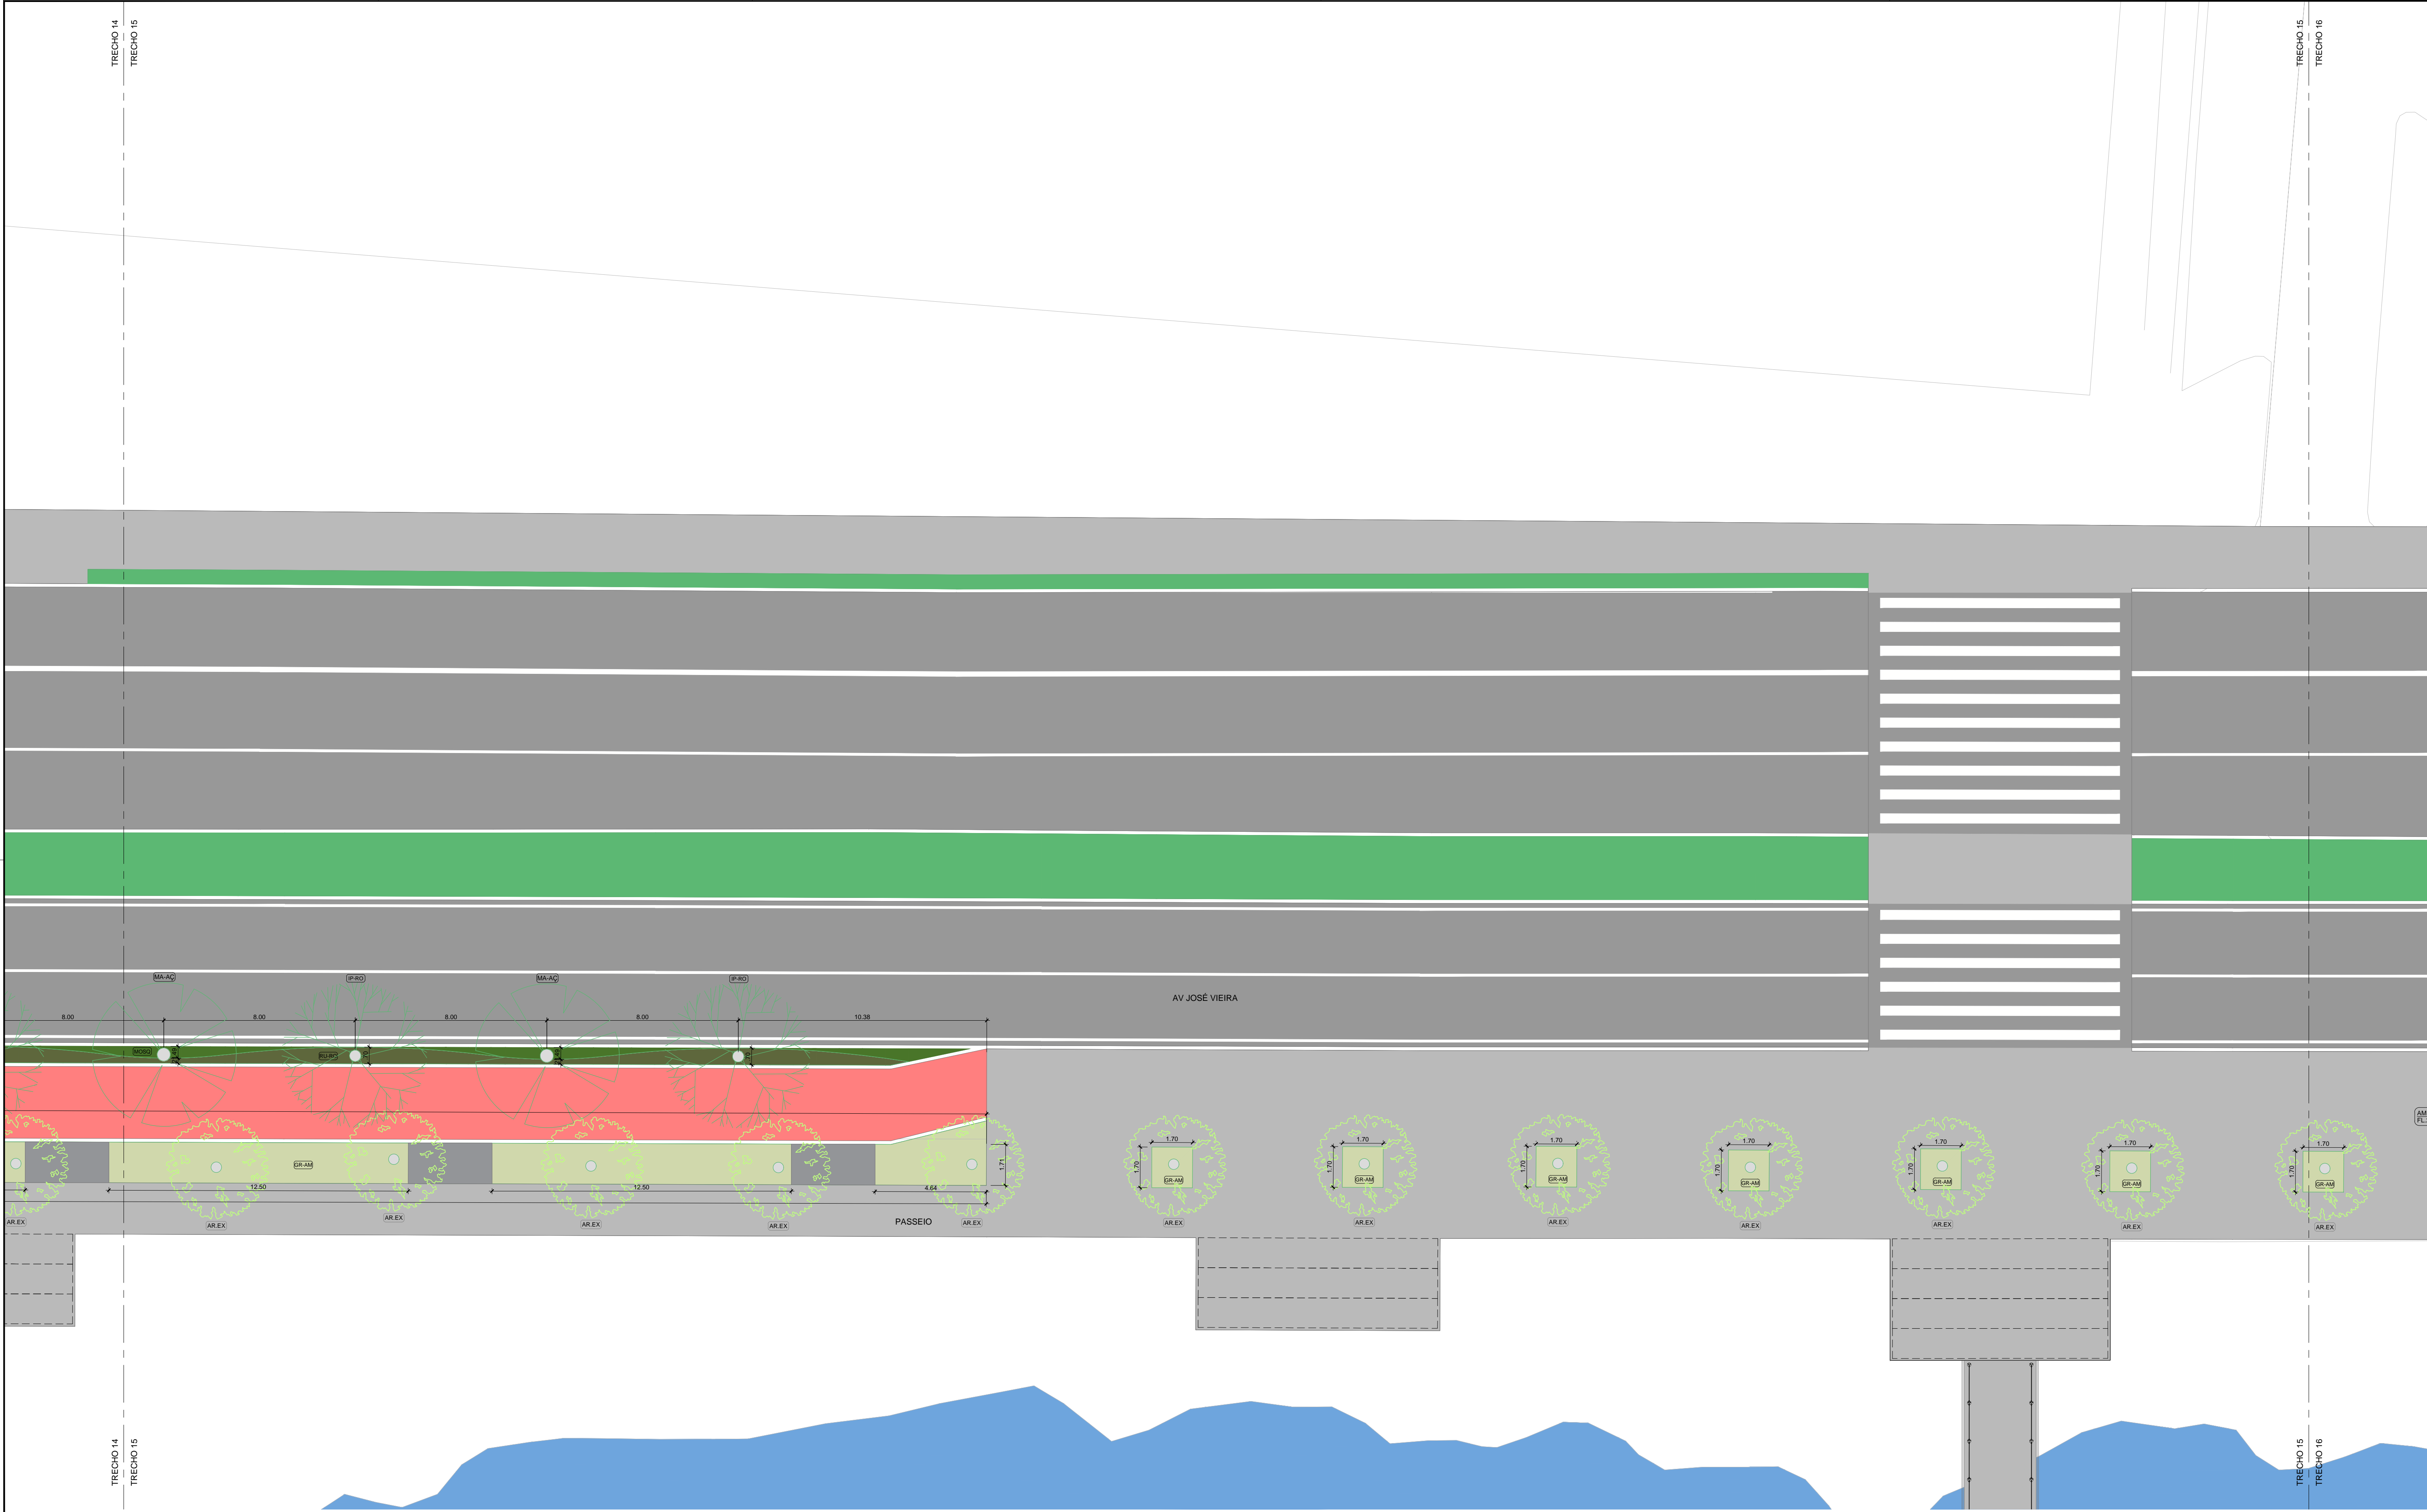 TRECHO 14
TRECHO 15
TRECHO 15
TRECHO 16
MA-AÇ
IP-RO
MA-AÇ
IP-RO
AV JOSÉ VIEIRA
8.00
8.00
8.00
8.00
10.38
MOSQ
RU-RO
GR-AM
12.50
12.50
4.64
1.71
1.70
1.70
1.70
1.70
1.70
1.70
1.70
1.70
1.70
1.70
1.70
1.70
1.70
1.70
GR-AM
GR-AM
GR-AM
GR-AM
GR-AM
GR-AM
GR-AM
AR.EX
AR.EX
AR.EX
AR.EX
AR.EX
AR.EX
AR.EX
AR.EX
AR.EX
AR.EX
AR.EX
AR.EX
AR.EX
PASSEIO
TRECHO 14
TRECHO 15
TRECHO 15
TRECHO 16